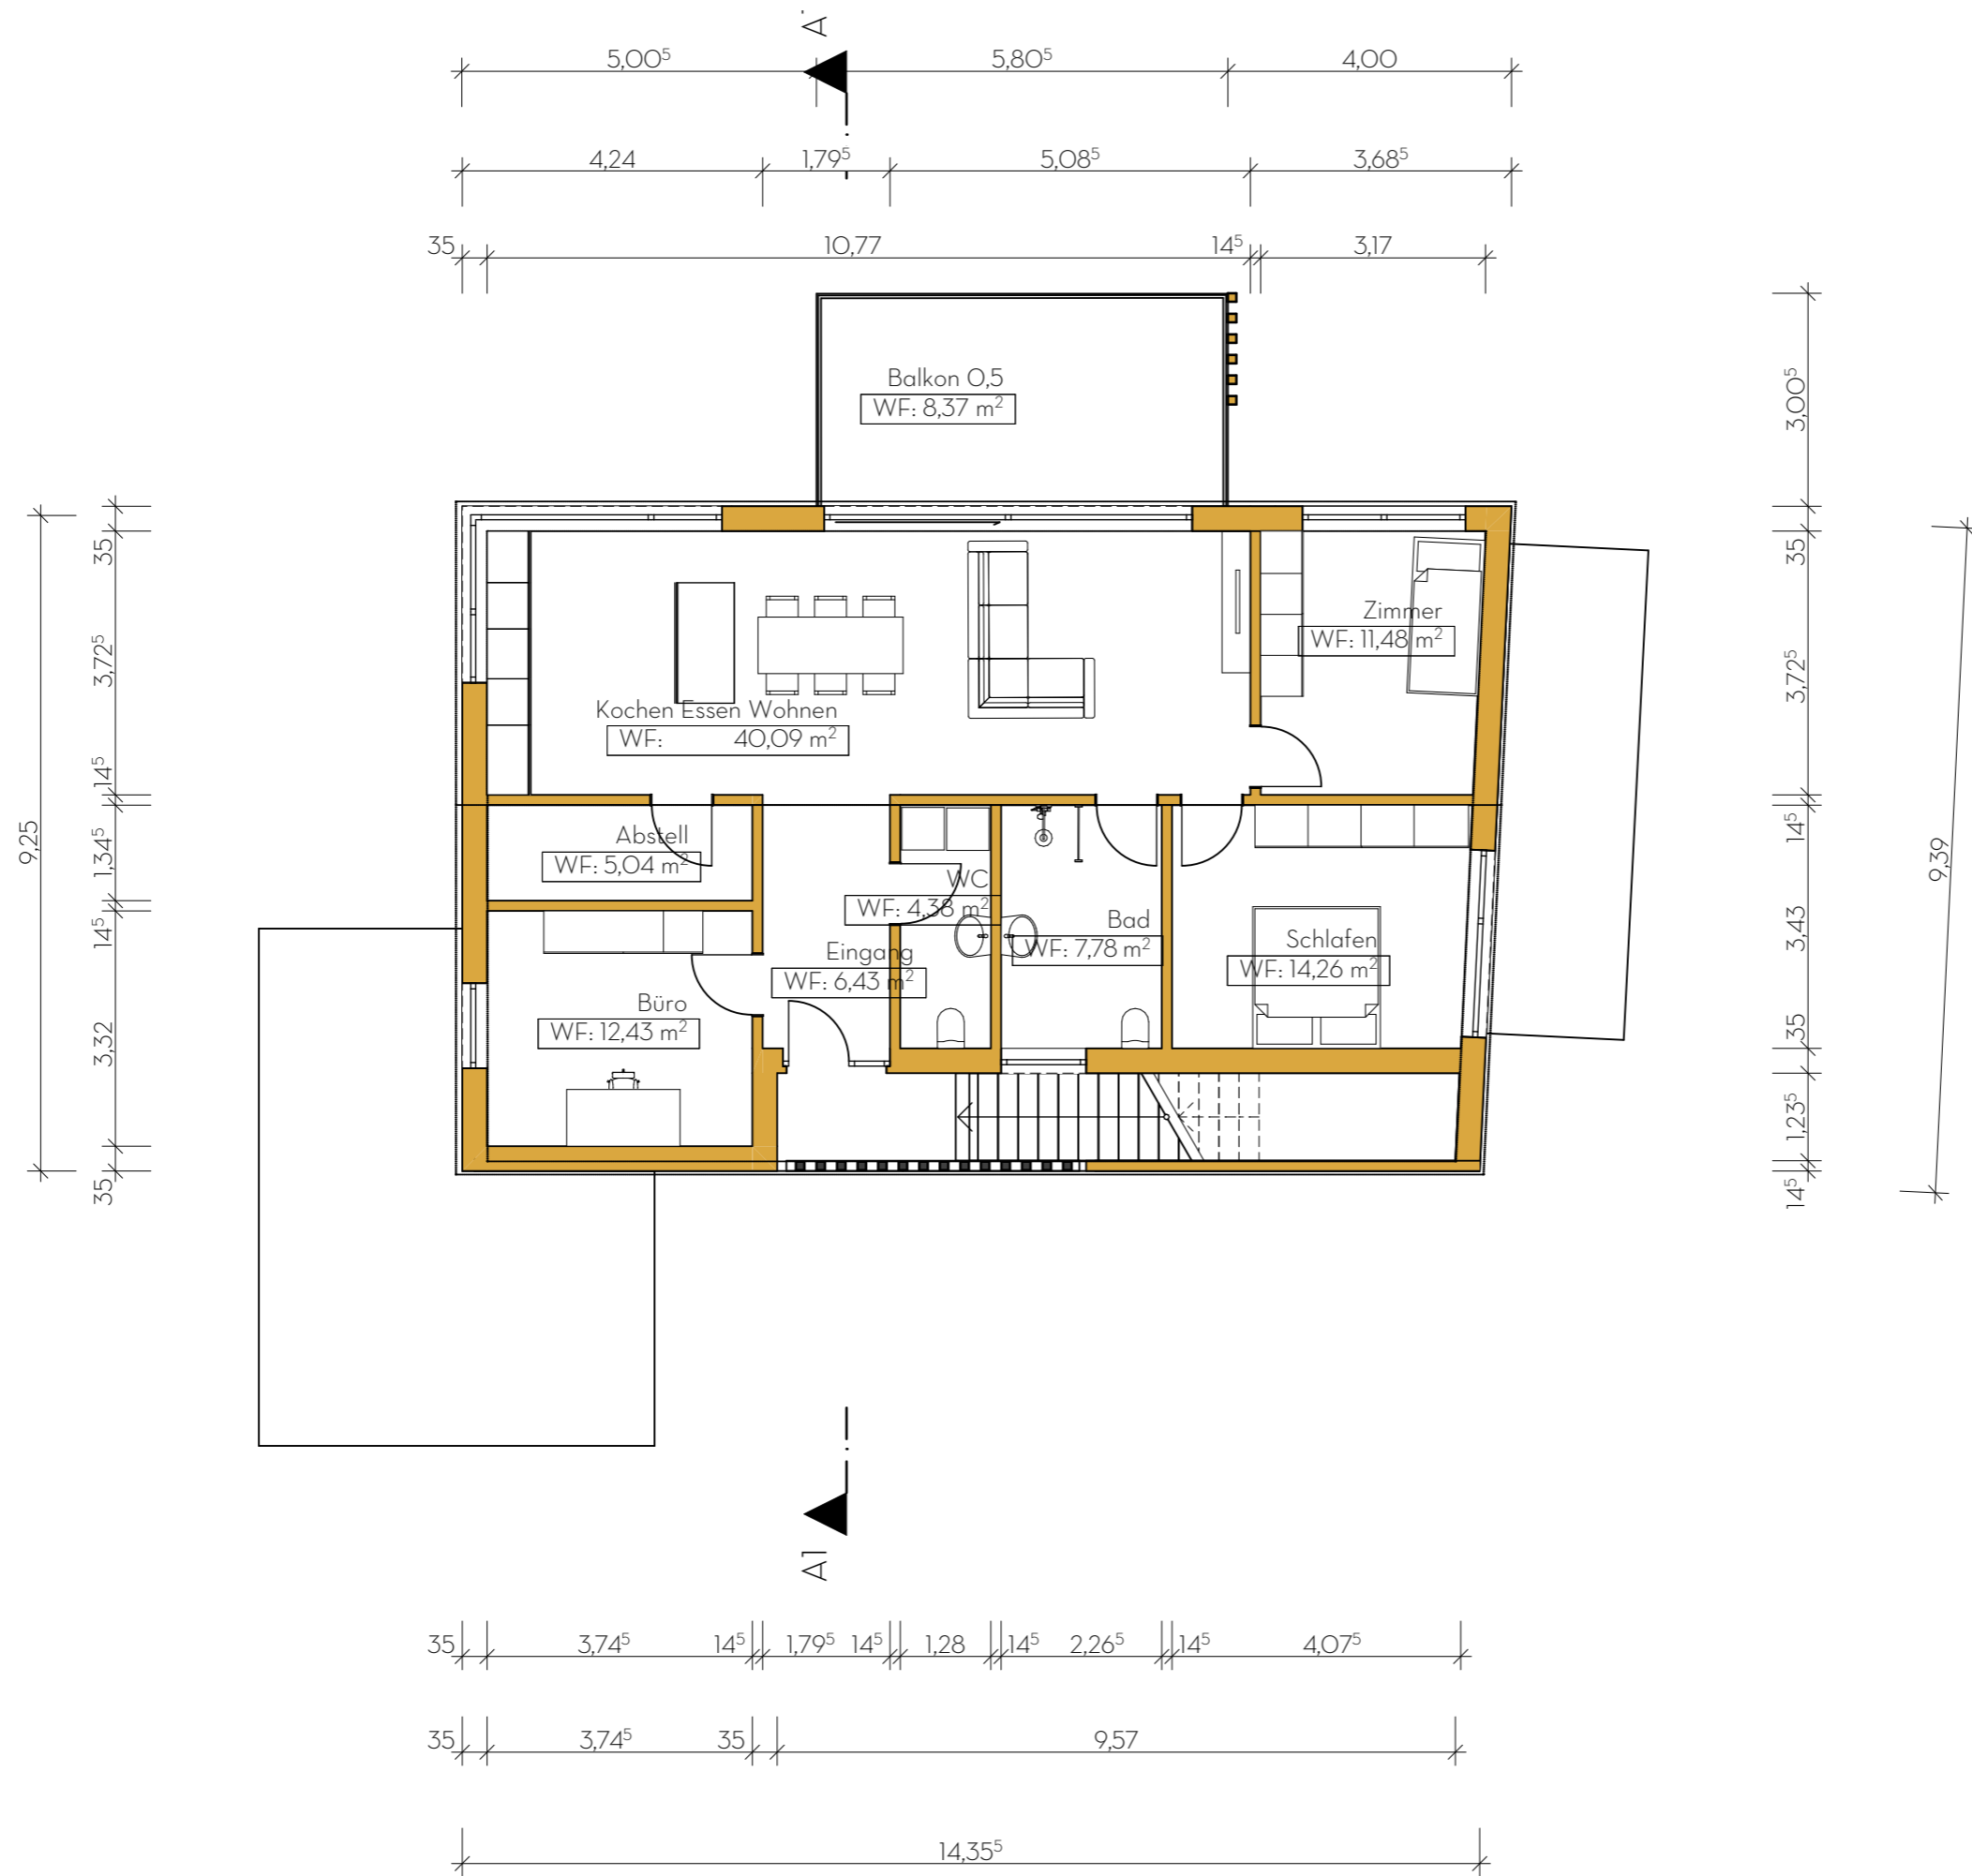 A'
5,00⁵ 5,80⁵ 4,00
4,24 1,79⁵ 5,08⁵ 3,68⁵
35 10,77 14⁵ 3,17
Balkon 0,5
WF: 8,37 m²
Zimmer
WF: 11,48 m²
Kochen Essen Wohnen
WF: 40,09 m²
Abstell
WF: 5,04 m²
WC
WF: 4,38 m²
Bad
WF: 7,78 m²
Schlafen
WF: 14,26 m²
Eingang
WF: 6,43 m²
Büro
WF: 12,43 m²
9,25
35
3,72⁵
14⁵
1,34⁵
14⁵
3,32
35
3,00⁵
35
3,72⁵
14⁵
3,43
35
1,23⁵
14⁵
9,39
A1
35 3,74⁵ 14⁵ 1,79⁵ 14⁵ 1,28 14⁵ 2,26⁵ 14⁵ 4,07⁵
35 3,74⁵ 35 9,57
14,35⁵